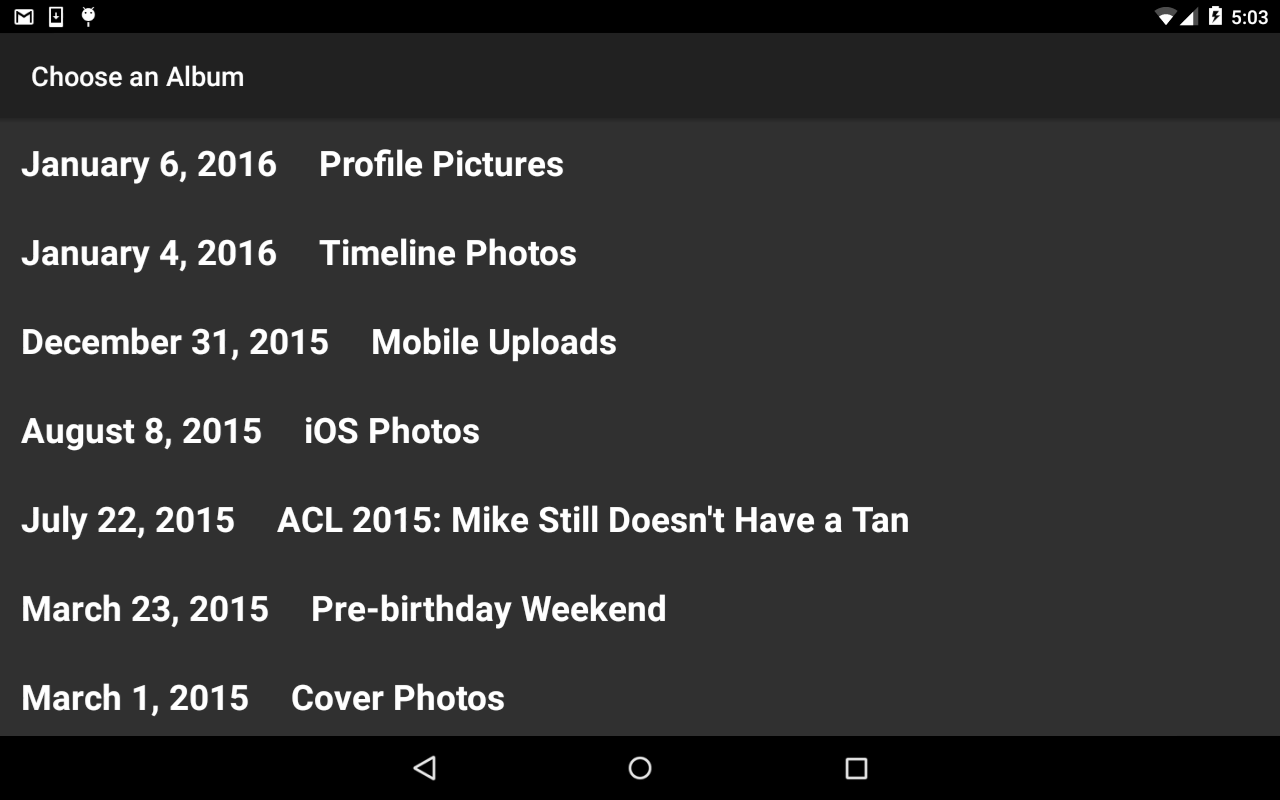 5:03
Choose an Album
January 6, 2016 Profile Pictures
January 4, 2016 Timeline Photos
December 31, 2015 Mobile Uploads
August 8, 2015 iOS Photos
July 22, 2015 ACL 2015: Mike Still Doesn't Have a Tan
March 23, 2015 Pre-birthday Weekend
March 1, 2015 Cover Photos